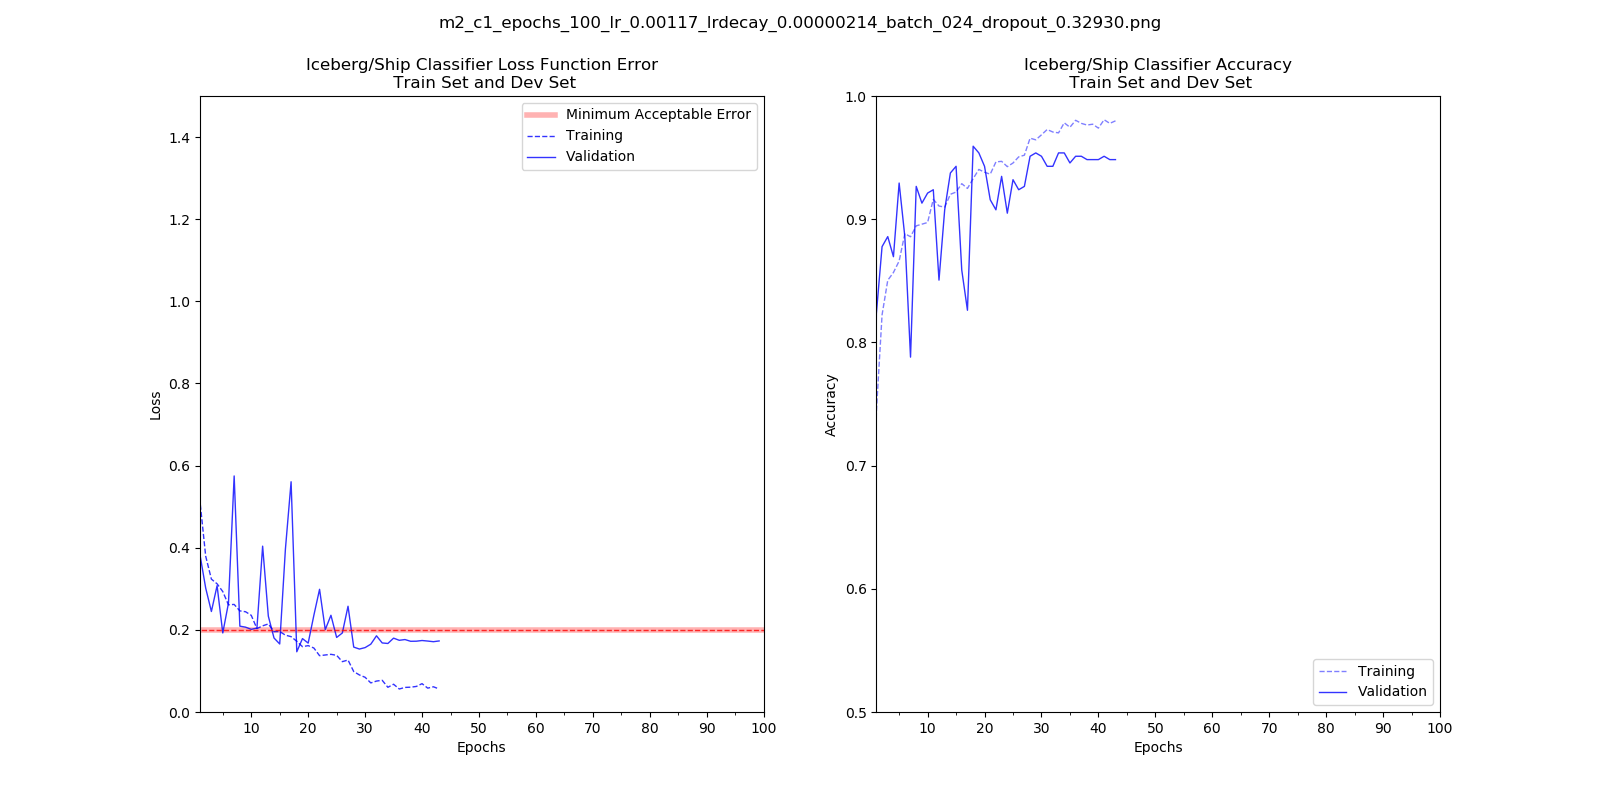 m2_c1_epochs_100_lr_0.00117_lrdecay_0.00000214_batch_024_dropout_0.32930.png
Iceberg/Ship Classifier Loss Function Error
Train Set and Dev Set
1.4
1.2
1.0
0.8
0.6
0.4
0.2
0.0
Loss
Minimum Acceptable Error
Training
Validation
10 20 30 40 50 60 70 80 90 100
Epochs
Iceberg/Ship Classifier Accuracy
Train Set and Dev Set
1.0
0.9
0.8
0.7
0.6
0.5
Accuracy
Training
Validation
10 20 30 40 50 60 70 80 90 100
Epochs